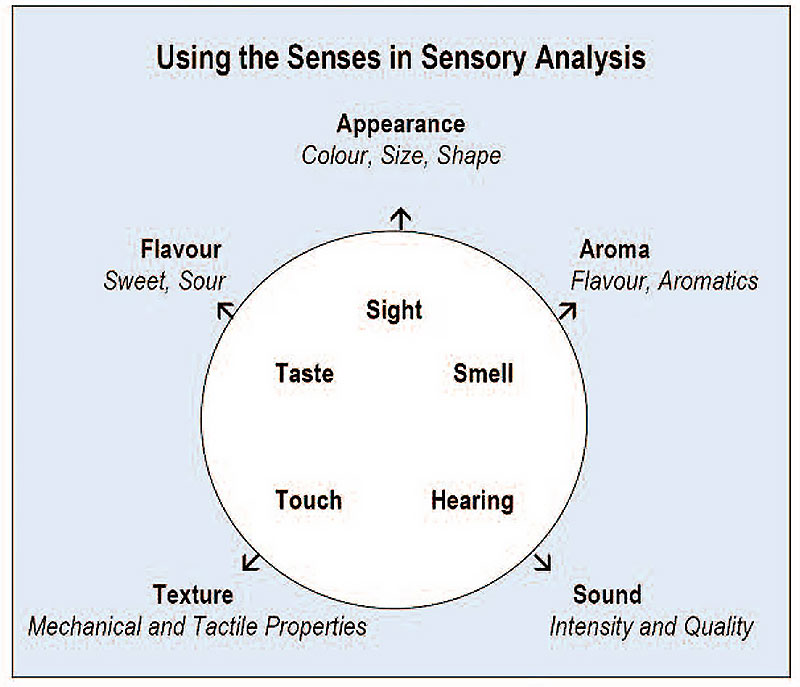 Using the Senses in Sensory Analysis
Appearance
Colour, Size, Shape
Flavour
Sweet, Sour
Aroma
Flavour, Aromatics
Sight
Taste
Smell
Touch
Hearing
Texture
Mechanical and Tactile Properties
Sound
Intensity and Quality